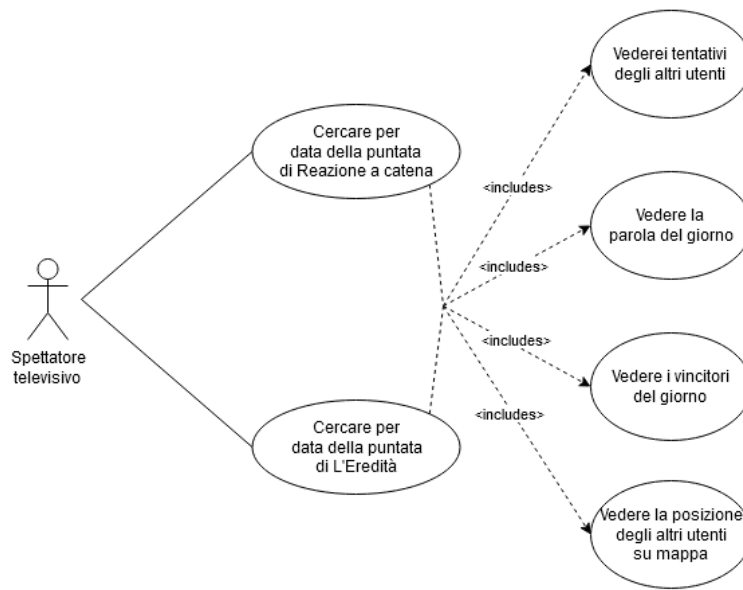 Vederei tentativi
degli altri utenti
Cercare per
data della puntata
di Reazione a catena
<includes>
Vedere la
parola del giorno
<includes>
Spettatore
televisivo
<includes>
Vedere i vincitori
del giorno
<includes>
Cercare per
data della puntata
di L'Eredità
Vedere la posizione
degli altri utenti
su mappa